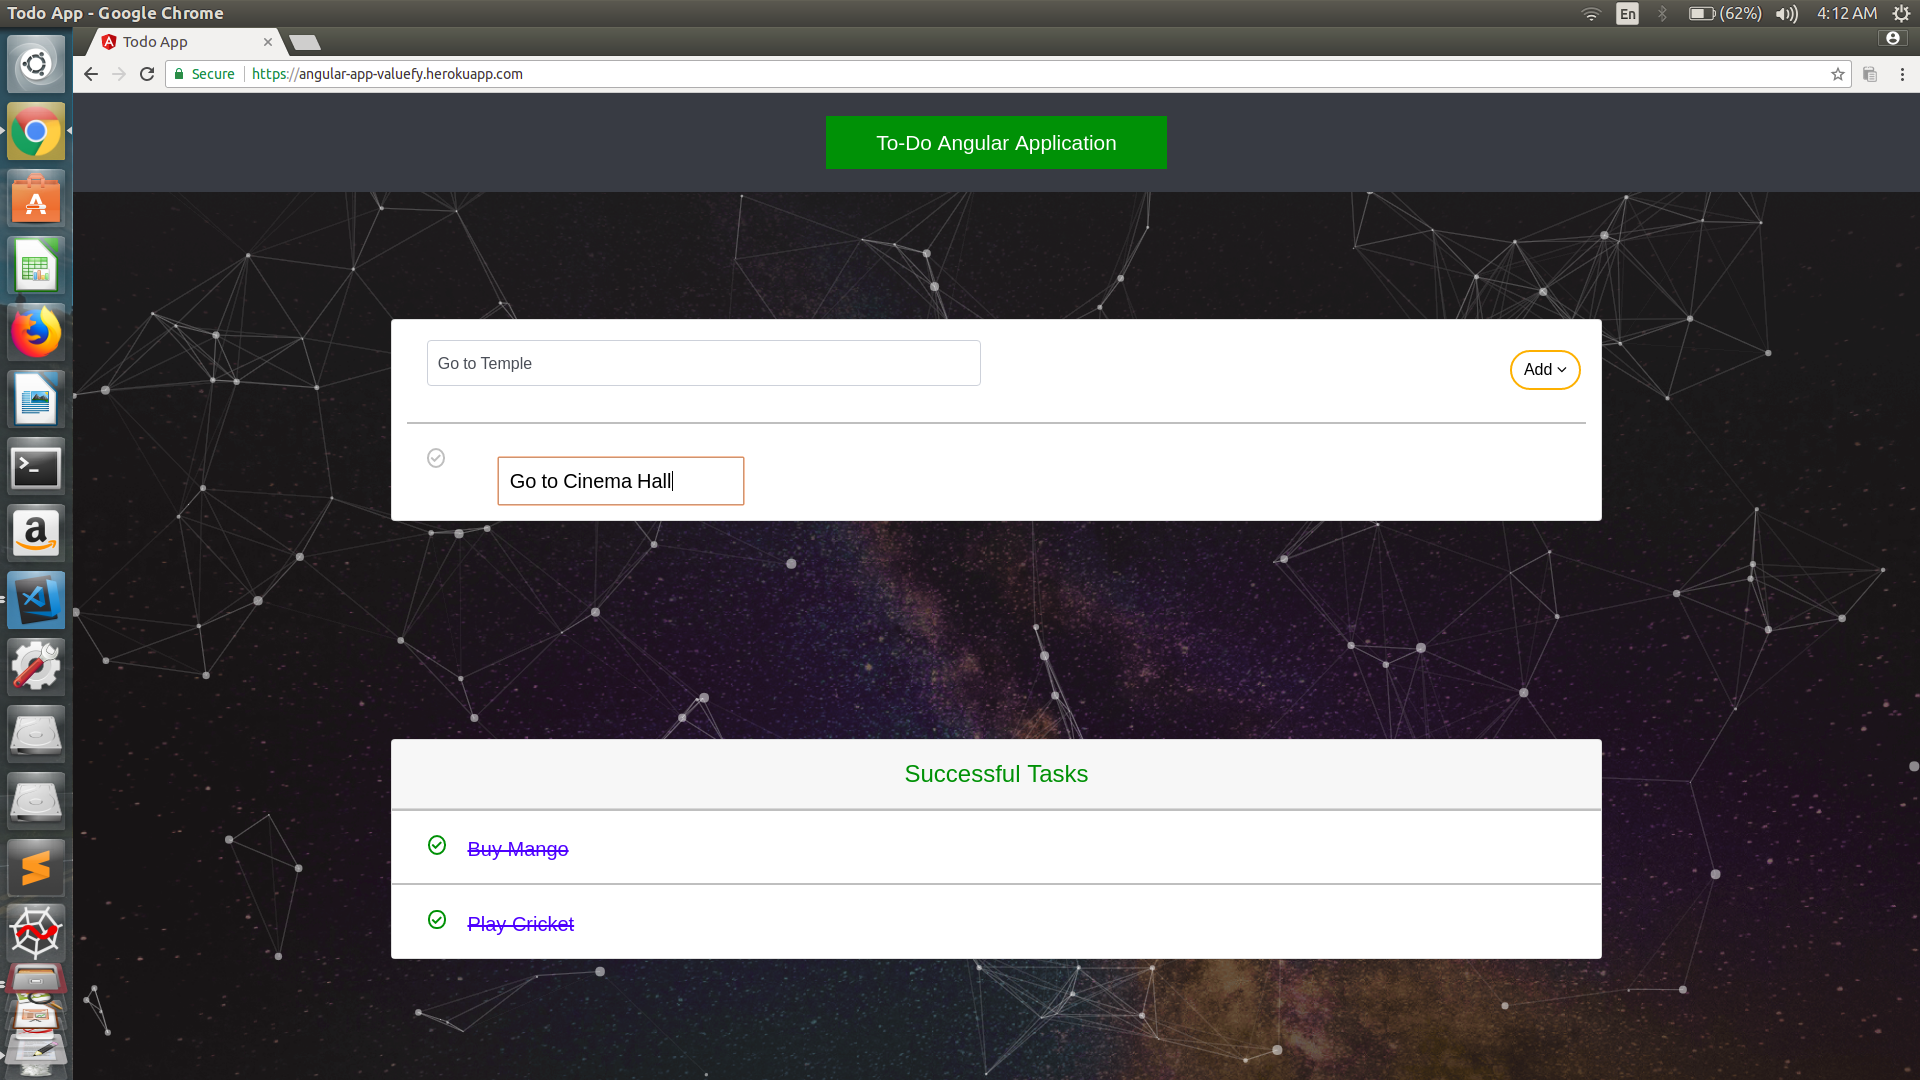 Todo App - Google Chrome
En
(62%)
4:12 AM
Todo App
Secure
https://angular-app-valuefy.herokuapp.com
To-Do Angular Application
Go to Temple
Add
Go to Cinema Hall
Successful Tasks
Buy Mango
Play Cricket